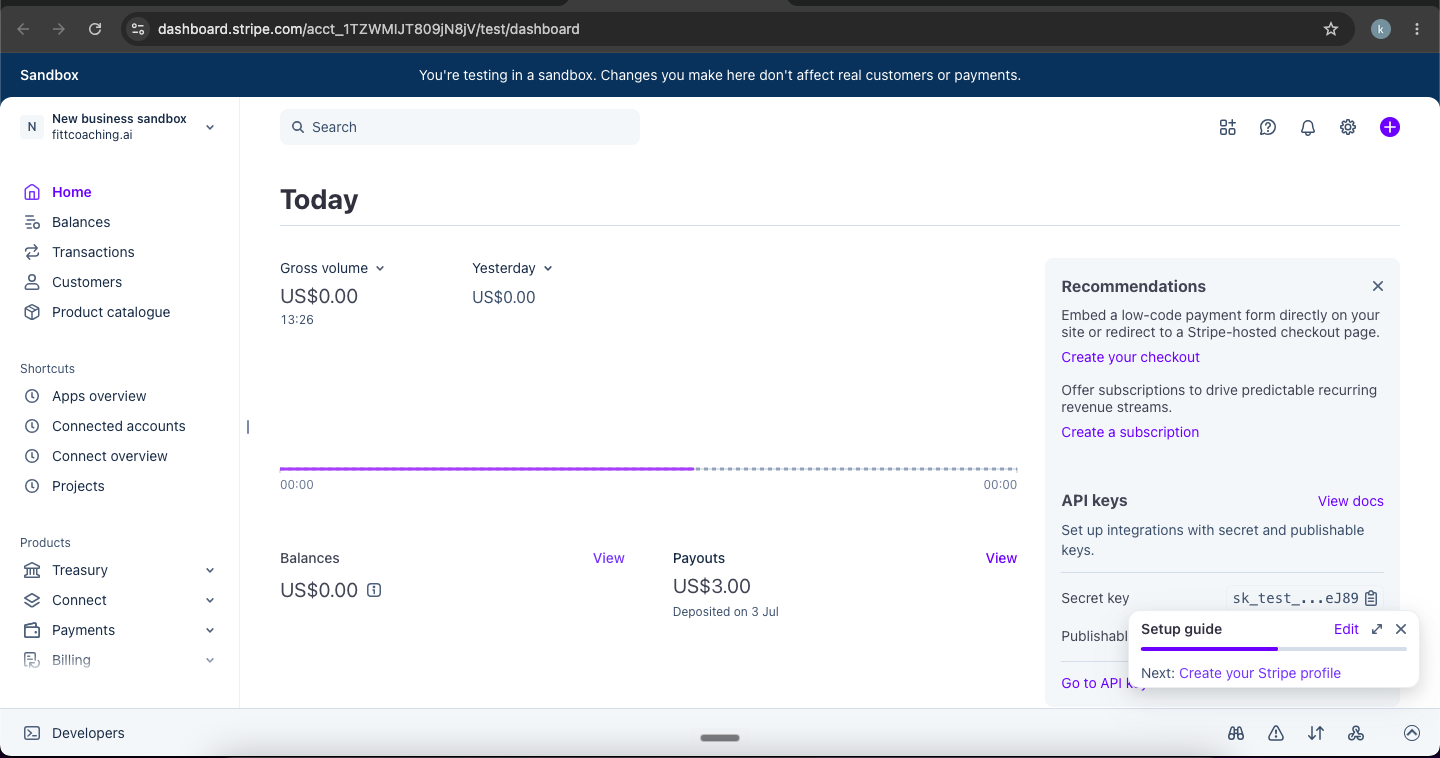 dashboard.stripe.com/acct_1TZWMIJT809jN8jV/test/dashboard
k
Sandbox
You're testing in a sandbox. Changes you make here don't affect real customers or payments.
N
New business sandbox
fittcoaching.ai
Search
Home
Balances
Transactions
Customers
Product catalogue
Shortcuts
Apps overview
Connected accounts
Connect overview
Projects
Products
Treasury
Connect
Payments
Billing
Today
Gross volume
US$0.00
13:26
Yesterday
US$0.00
00:00
00:00
Balances
View
US$0.00
Payouts
View
US$3.00
Deposited on 3 Jul
Recommendations
Embed a low-code payment form directly on your
site or redirect to a Stripe-hosted checkout page.
Create your checkout
Offer subscriptions to drive predictable recurring
revenue streams.
Create a subscription
API keys
View docs
Set up integrations with secret and publishable
keys.
Secret key
sk_test_...eJ89
Publishabl
Go to API
Setup guide
Edit
Next: Create your Stripe profile
Developers